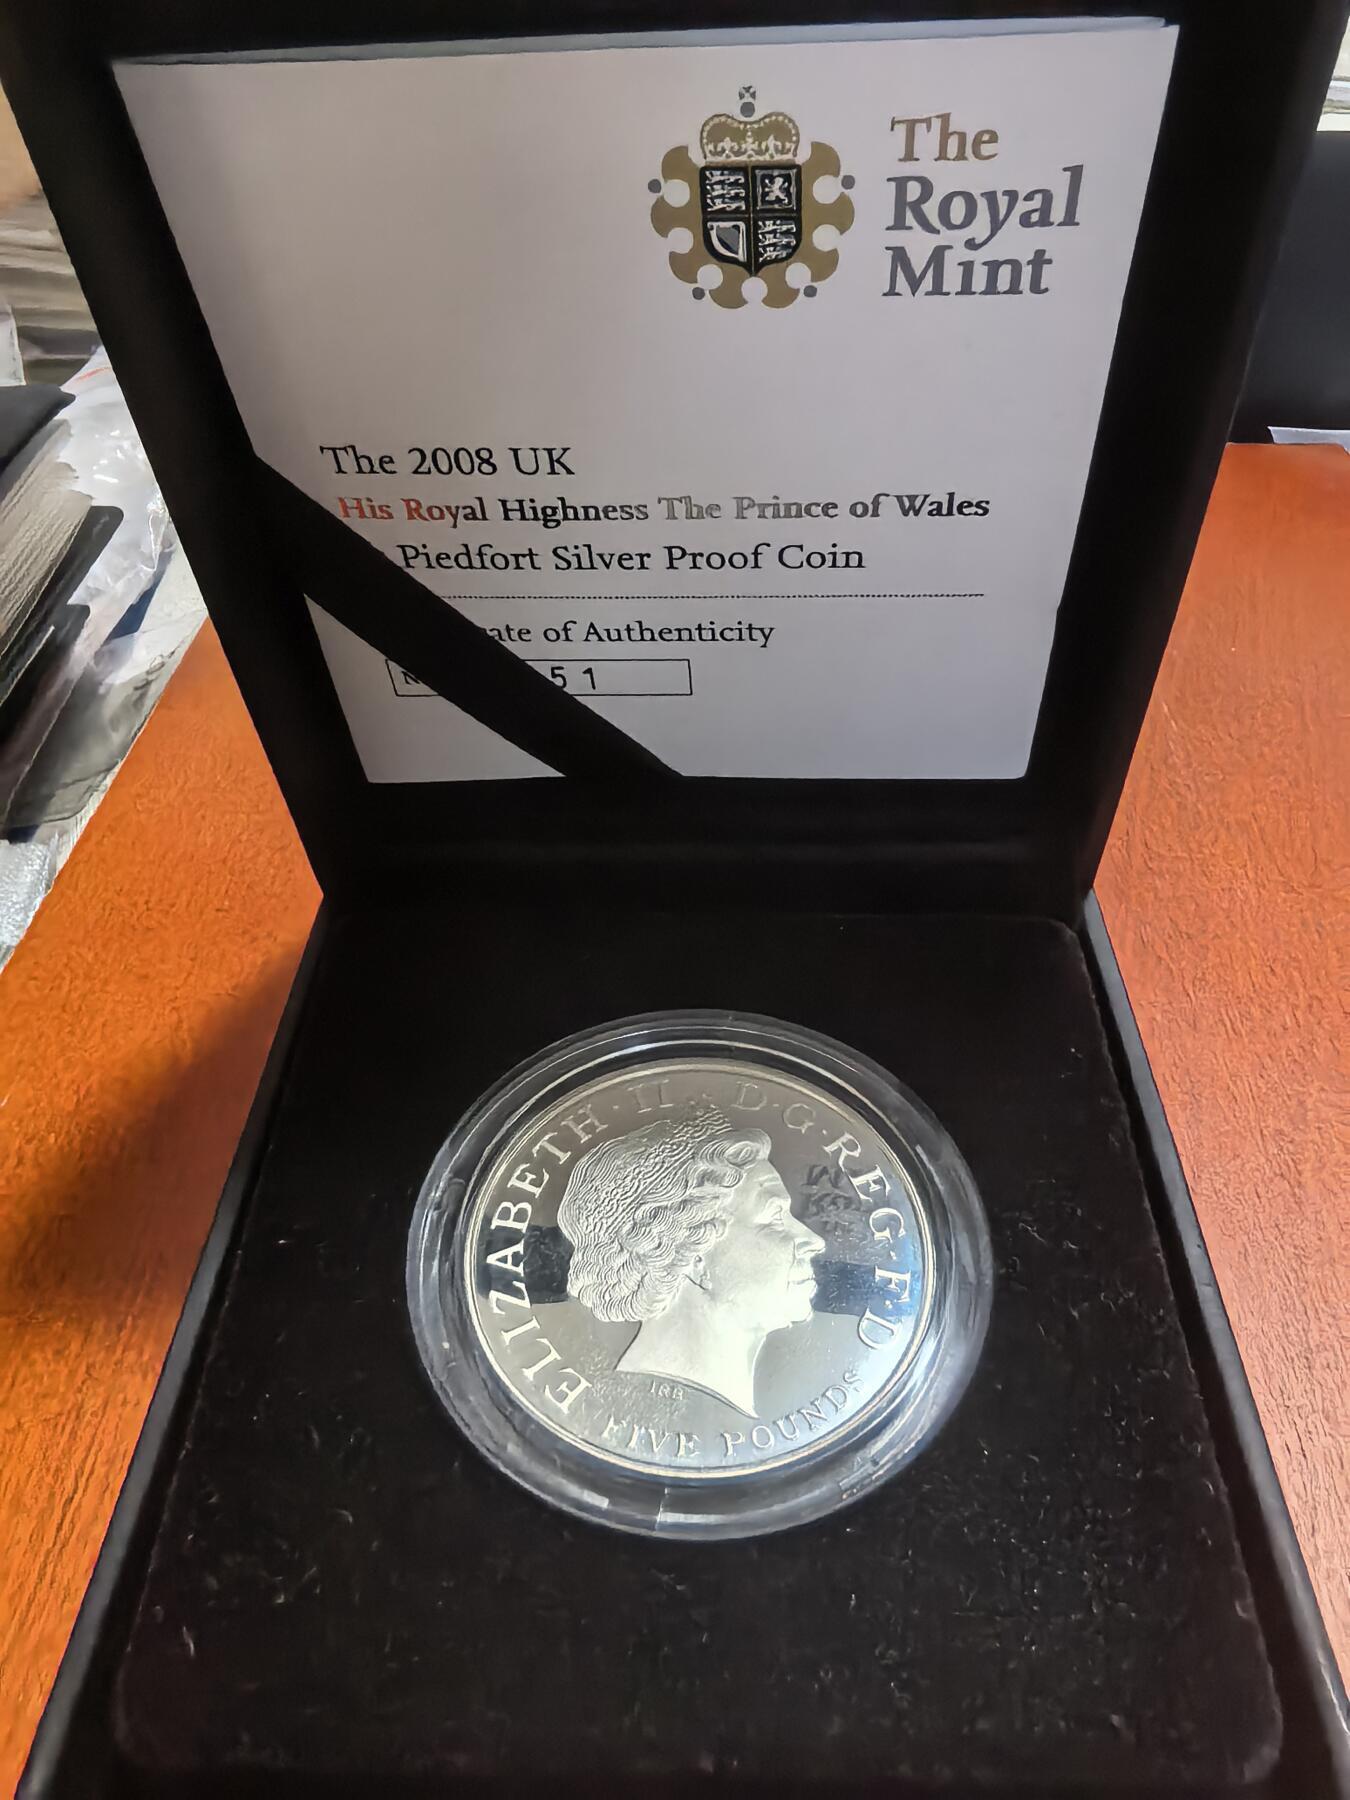 The
Royal
Mint
The 2008 UK
His Royal Highness The Prince of Wales
Piedfort Silver Proof Coin
of Authenticity
51
ELIZABETH·II D·G·REG·F·D
IRB
FIVE POUNDS